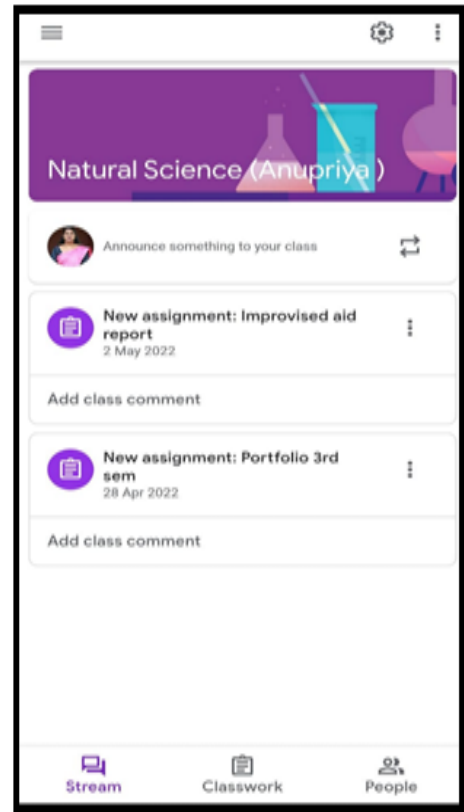 Natural Science (Anupriya )
Announce something to your class
New assignment: Improvised aid
report
2 May 2022
Add class comment
New assignment: Portfolio 3rd
sem
28 Apr 2022
Add class comment
Stream
Classwork
People